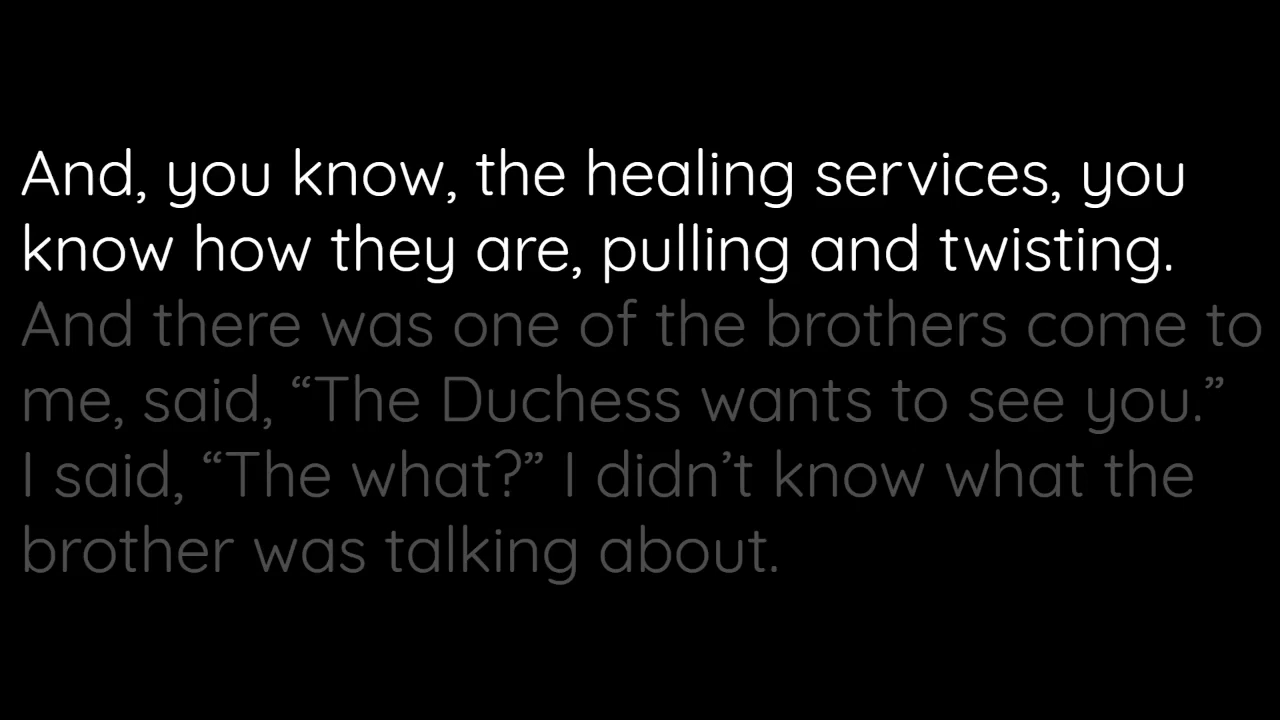 And, you know, the healing services, you
know how they are, pulling and twisting.
And there was one of the brothers come to
me, said, “The Duchess wants to see you.”
I said, “The what?” I didn’t know what the
brother was talking about.